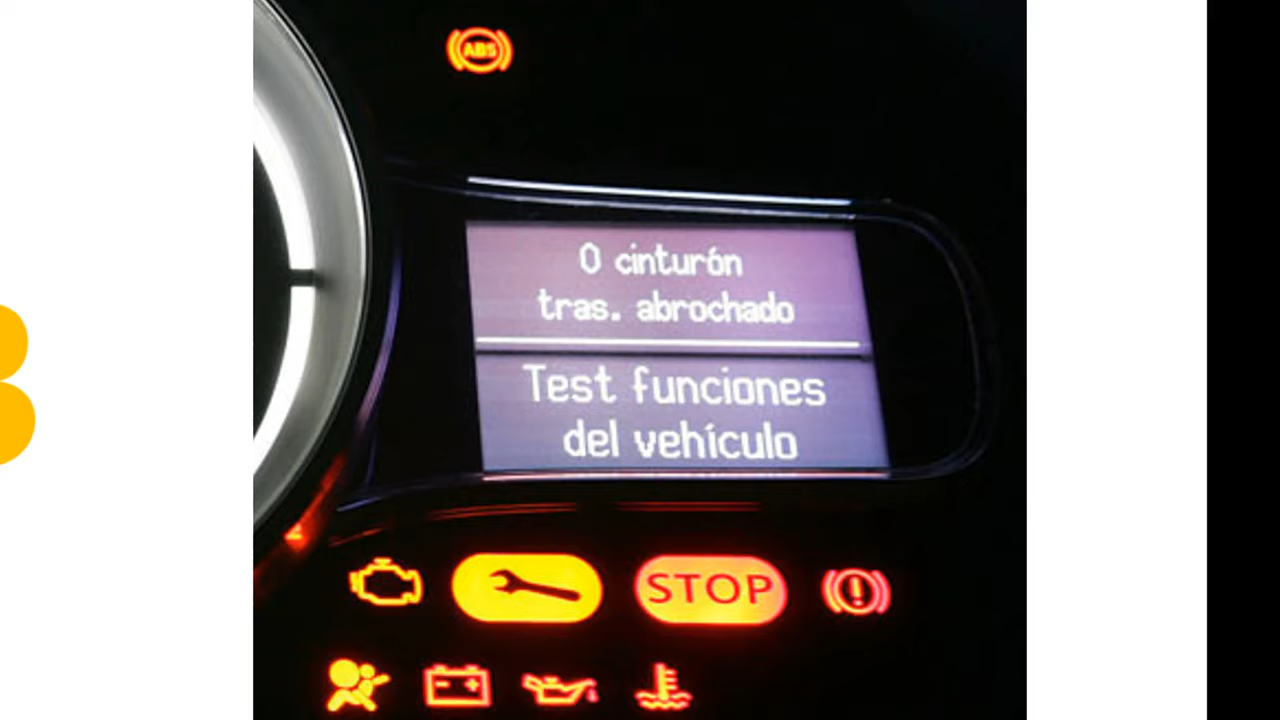 ABS
0 cinturón
tras. abrochado
Test funciones
del vehículo
STOP